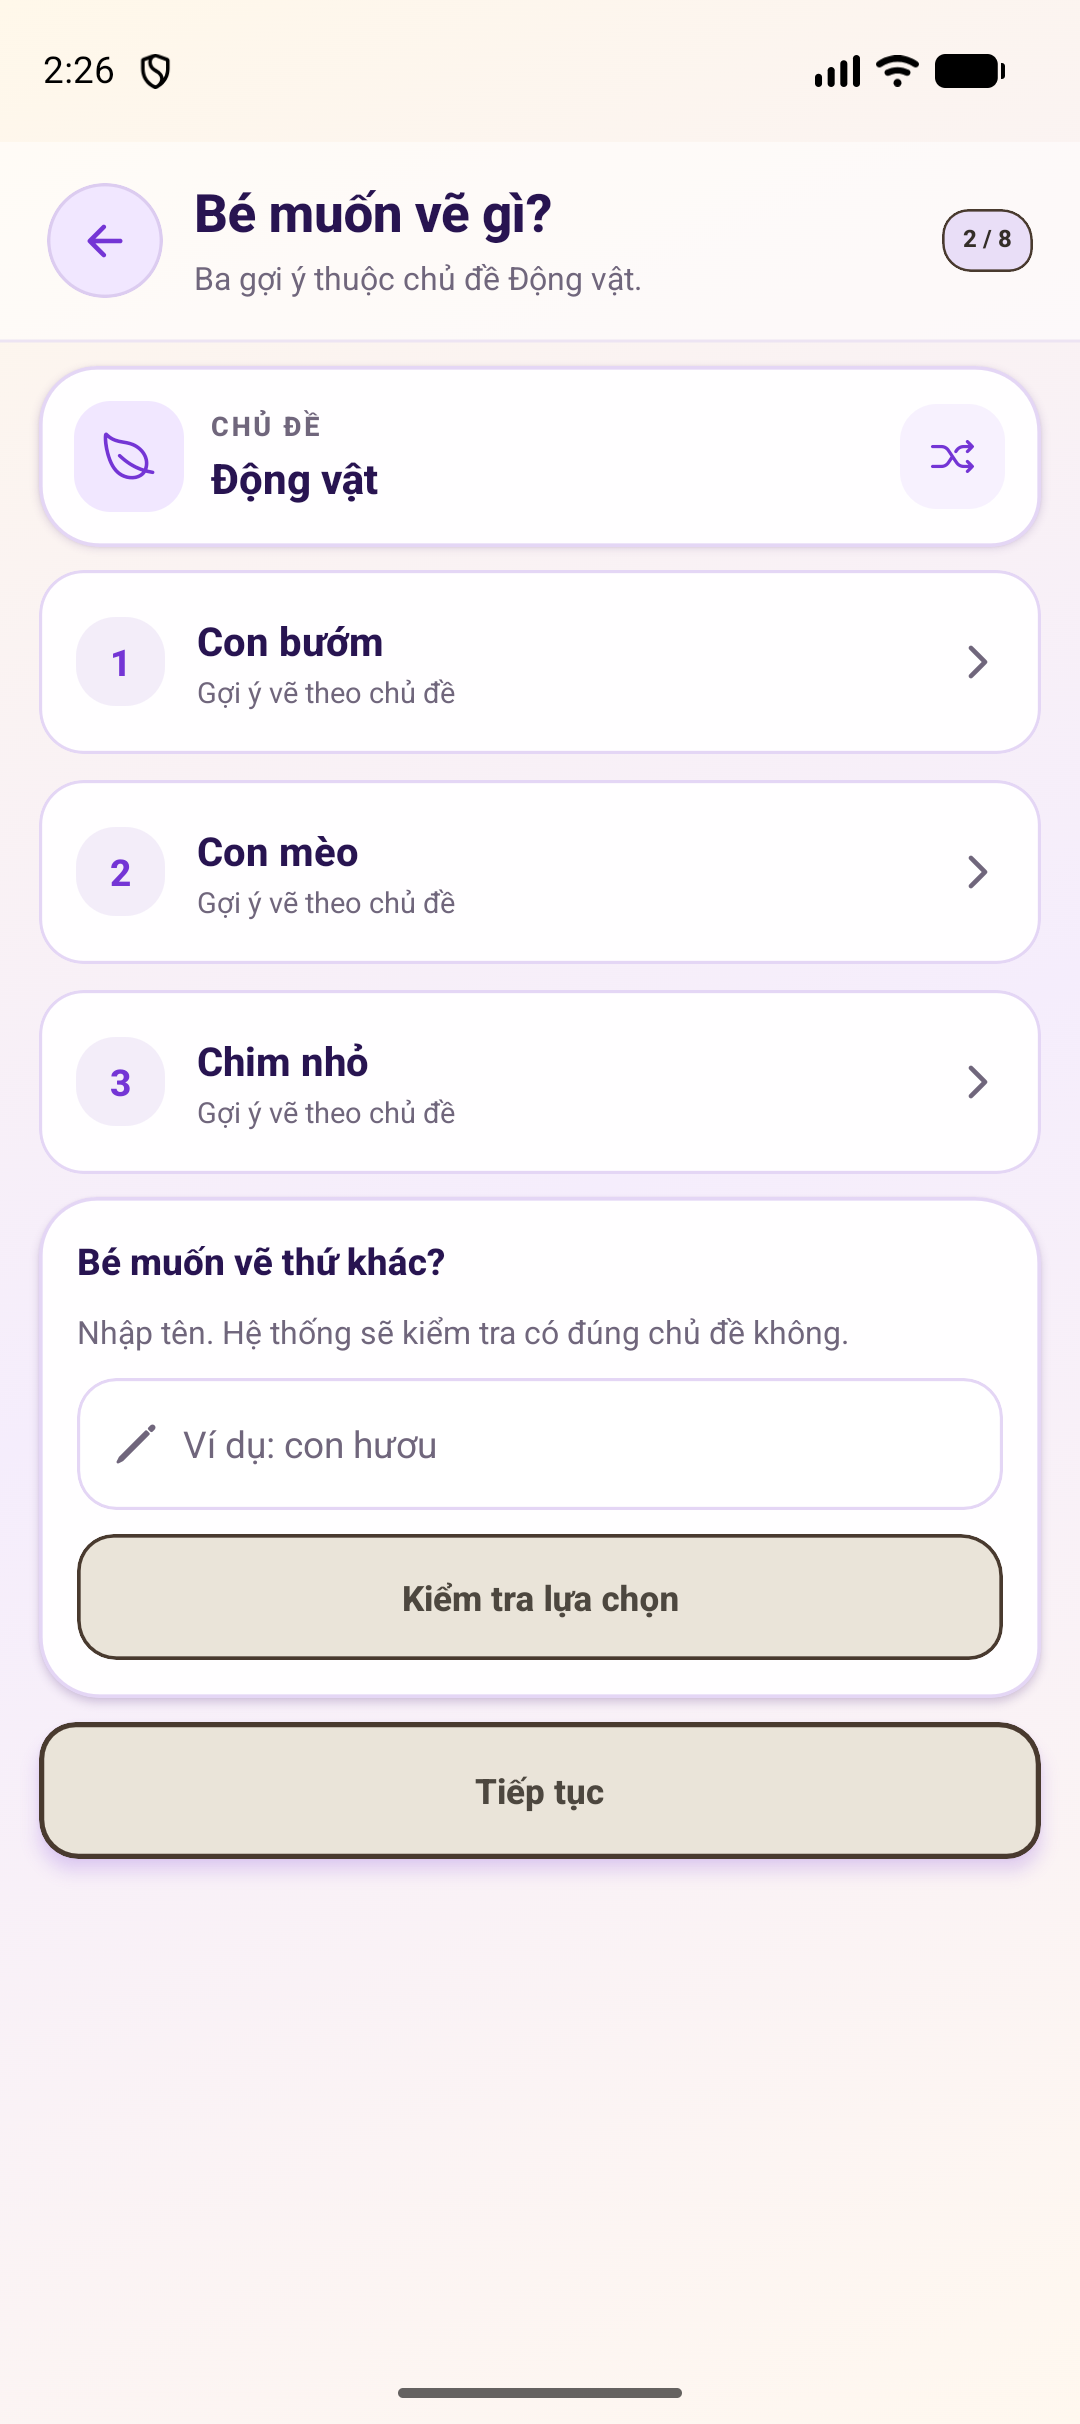 2:26
Bé muốn vẽ gì?
Ba gợi ý thuộc chủ đề Động vật.
2 / 8
CHỦ ĐỀ
Động vật
1
Con bướm
Gợi ý vẽ theo chủ đề
2
Con mèo
Gợi ý vẽ theo chủ đề
3
Chim nhỏ
Gợi ý vẽ theo chủ đề
Bé muốn vẽ thứ khác?
Nhập tên. Hệ thống sẽ kiểm tra có đúng chủ đề không.
Ví dụ: con hươu
Kiểm tra lựa chọn
Tiếp tục